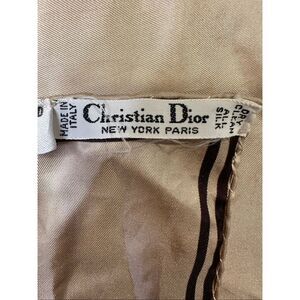 MADE IN
ITALY
Christian Dior
NEW YORK PARIS
DRY
CLEAN
ALL
SILK